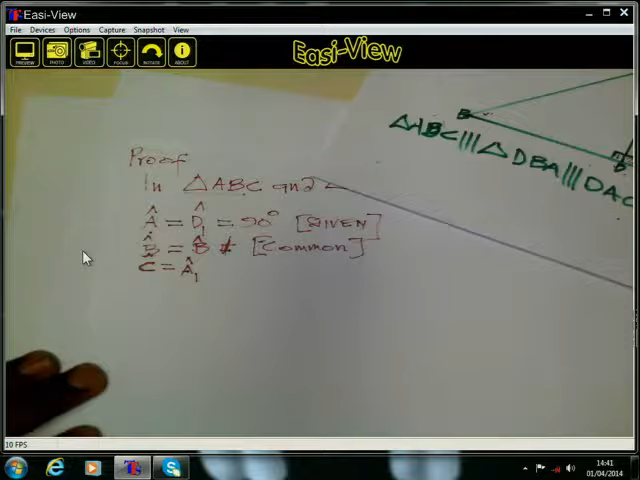 Easi-View
File Devices Options Capture Snapshot View
PREVIEW PHOTO VIDEO FOCUS ROTATE ABOUT
Easi-View
B
D
△ABC///△DBA///DAC
Proof
In △ABC and △
Â = D̂₁ = 90° [GIVEN]
B̂ = B̂ [Common]
Ĉ = Â₁
10 FPS
14:41
01/04/2014